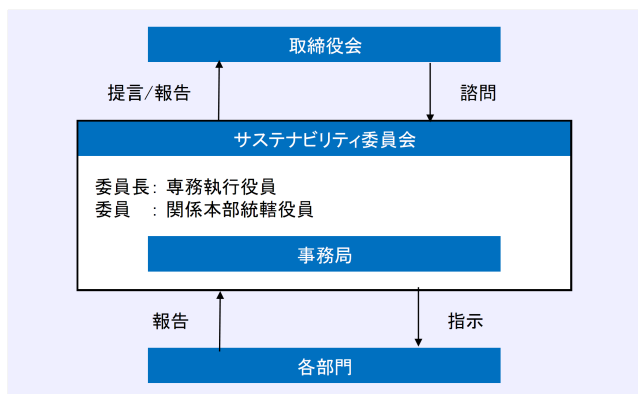 取締役会
提言/報告
諮問
サステナビリティ委員会
委員長: 専務執行役員
委員　: 関係本部統轄役員
事務局
報告
指示
各部門